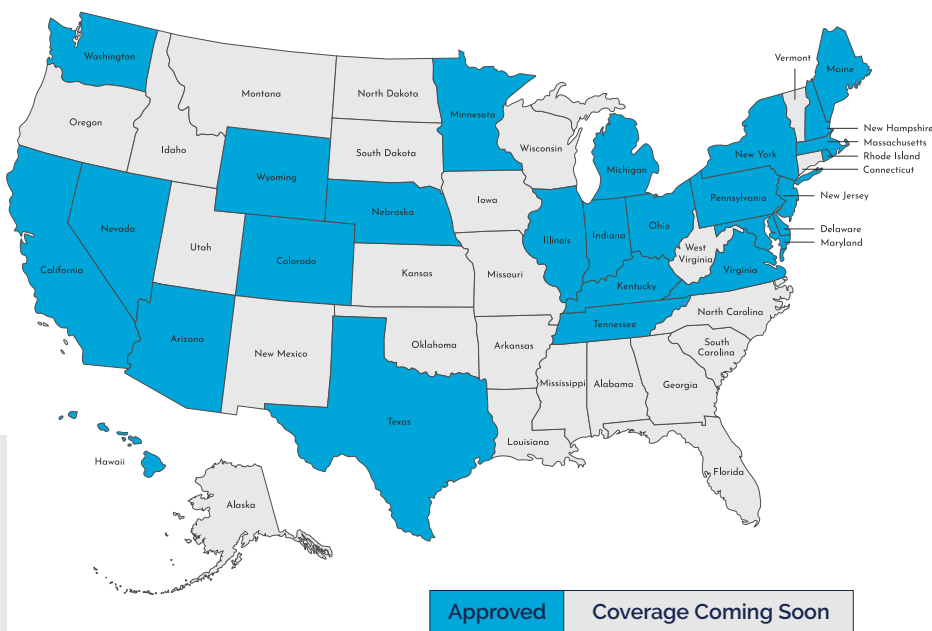 Washington
Montana
North Dakota
Minnesota
Vermont
Maine
Oregon
Idaho
South Dakota
Wisconsin
Michigan
New York
New Hampshire
Massachusetts
Rhode Island
Connecticut
Wyoming
Nebraska
Iowa
Pennsylvania
New Jersey
Nevada
Utah
Colorado
Illinois
Indiana
Ohio
West
Virginia
Delaware
Maryland
California
Kansas
Missouri
Kentucky
Virginia
Arizona
New Mexico
Oklahoma
Arkansas
Tennessee
North Carolina
South
Carolina
Mississippi
Alabama
Georgia
Texas
Louisiana
Florida
Hawaii
Alaska
Approved
Coverage Coming Soon